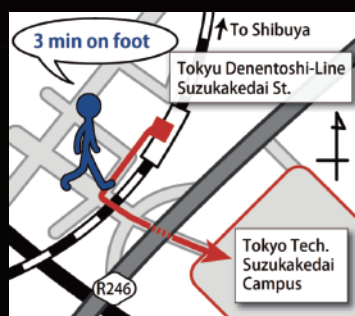 3 min on foot
To Shibuya
Tokyu Denentoshi-Line
Suzukakedai St.
Tokyo Tech.
Suzukakedai
Campus
R246